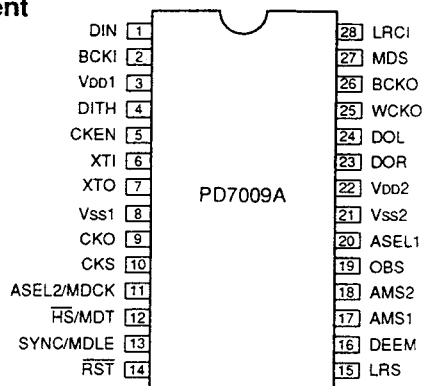 ent
DIN 1
BCKI 2
VDD1 3
DITH 4
CKEN 5
XTI 6
XTO 7
VSS1 8
CKO 9
CKS 10
ASEL2/MDCK 11
HS/MDT 12
SYNC/MDLE 13
RST 14
PD7009A
28 LRCI
27 MDS
26 BCKO
25 WCKO
24 DOL
23 DOR
22 VDD2
21 VSS2
20 ASEL1
19 OBS
18 AMS2
17 AMS1
16 DEEM
15 LRS